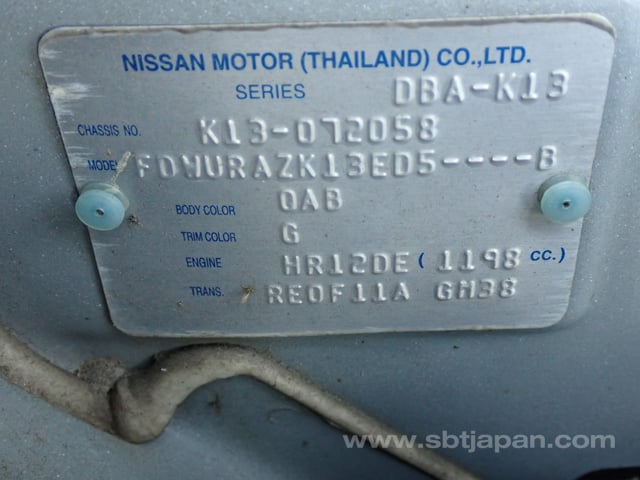 NISSAN MOTOR (THAILAND) CO.,LTD.
SERIES DBA-K13
CHASSIS NO. K13-072058
MODEL FDWURAZK13ED5----B
BODY COLOR QAB
TRIM COLOR G
ENGINE HR12DE ( 1198 CC.)
TRANS. RE0F11A GM38
www.sbtjapan.com